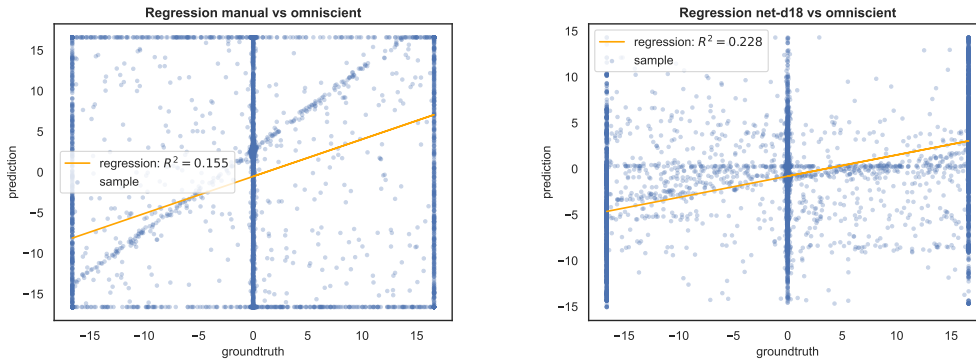 Regression manual vs omniscient
15
10
5
0
−5
−10
−15
prediction
regression: R² = 0.155
sample
−15
−10
−5
0
5
10
15
groundtruth
Regression net-d18 vs omniscient
15
10
5
0
−5
−10
−15
prediction
regression: R² = 0.228
sample
−15
−10
−5
0
5
10
15
groundtruth